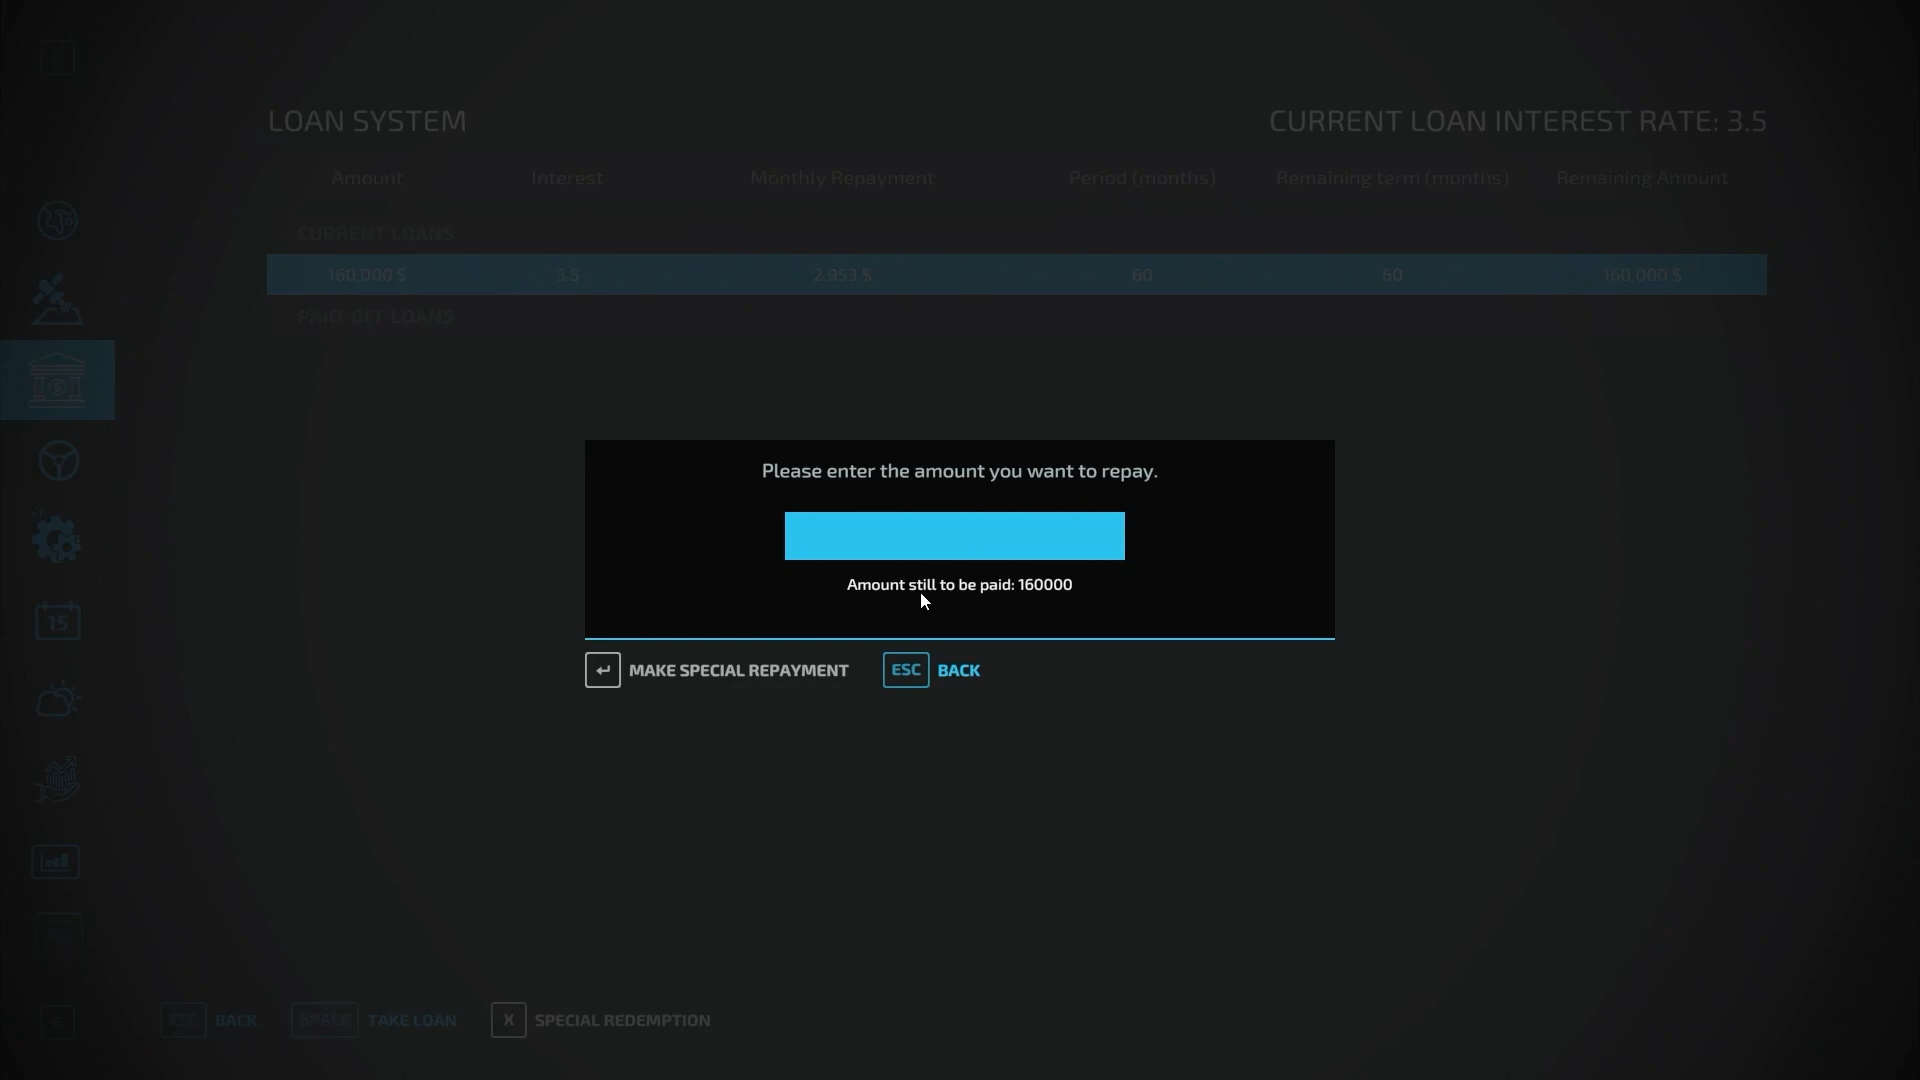 LOAN SYSTEM
CURRENT LOAN INTEREST RATE: 3.5
Amount Interest Monthly Repayment Period (months) Remaining term (months) Remaining Amount
CURRENT LOANS
160,000 $ 3.5 2,953 $ 60 60 160,000 $
PAID-OFF LOANS
Please enter the amount you want to repay.
Amount still to be paid: 160000
MAKE SPECIAL REPAYMENT ESC BACK
15
ESC BACK SPACE TAKE LOAN X SPECIAL REDEMPTION